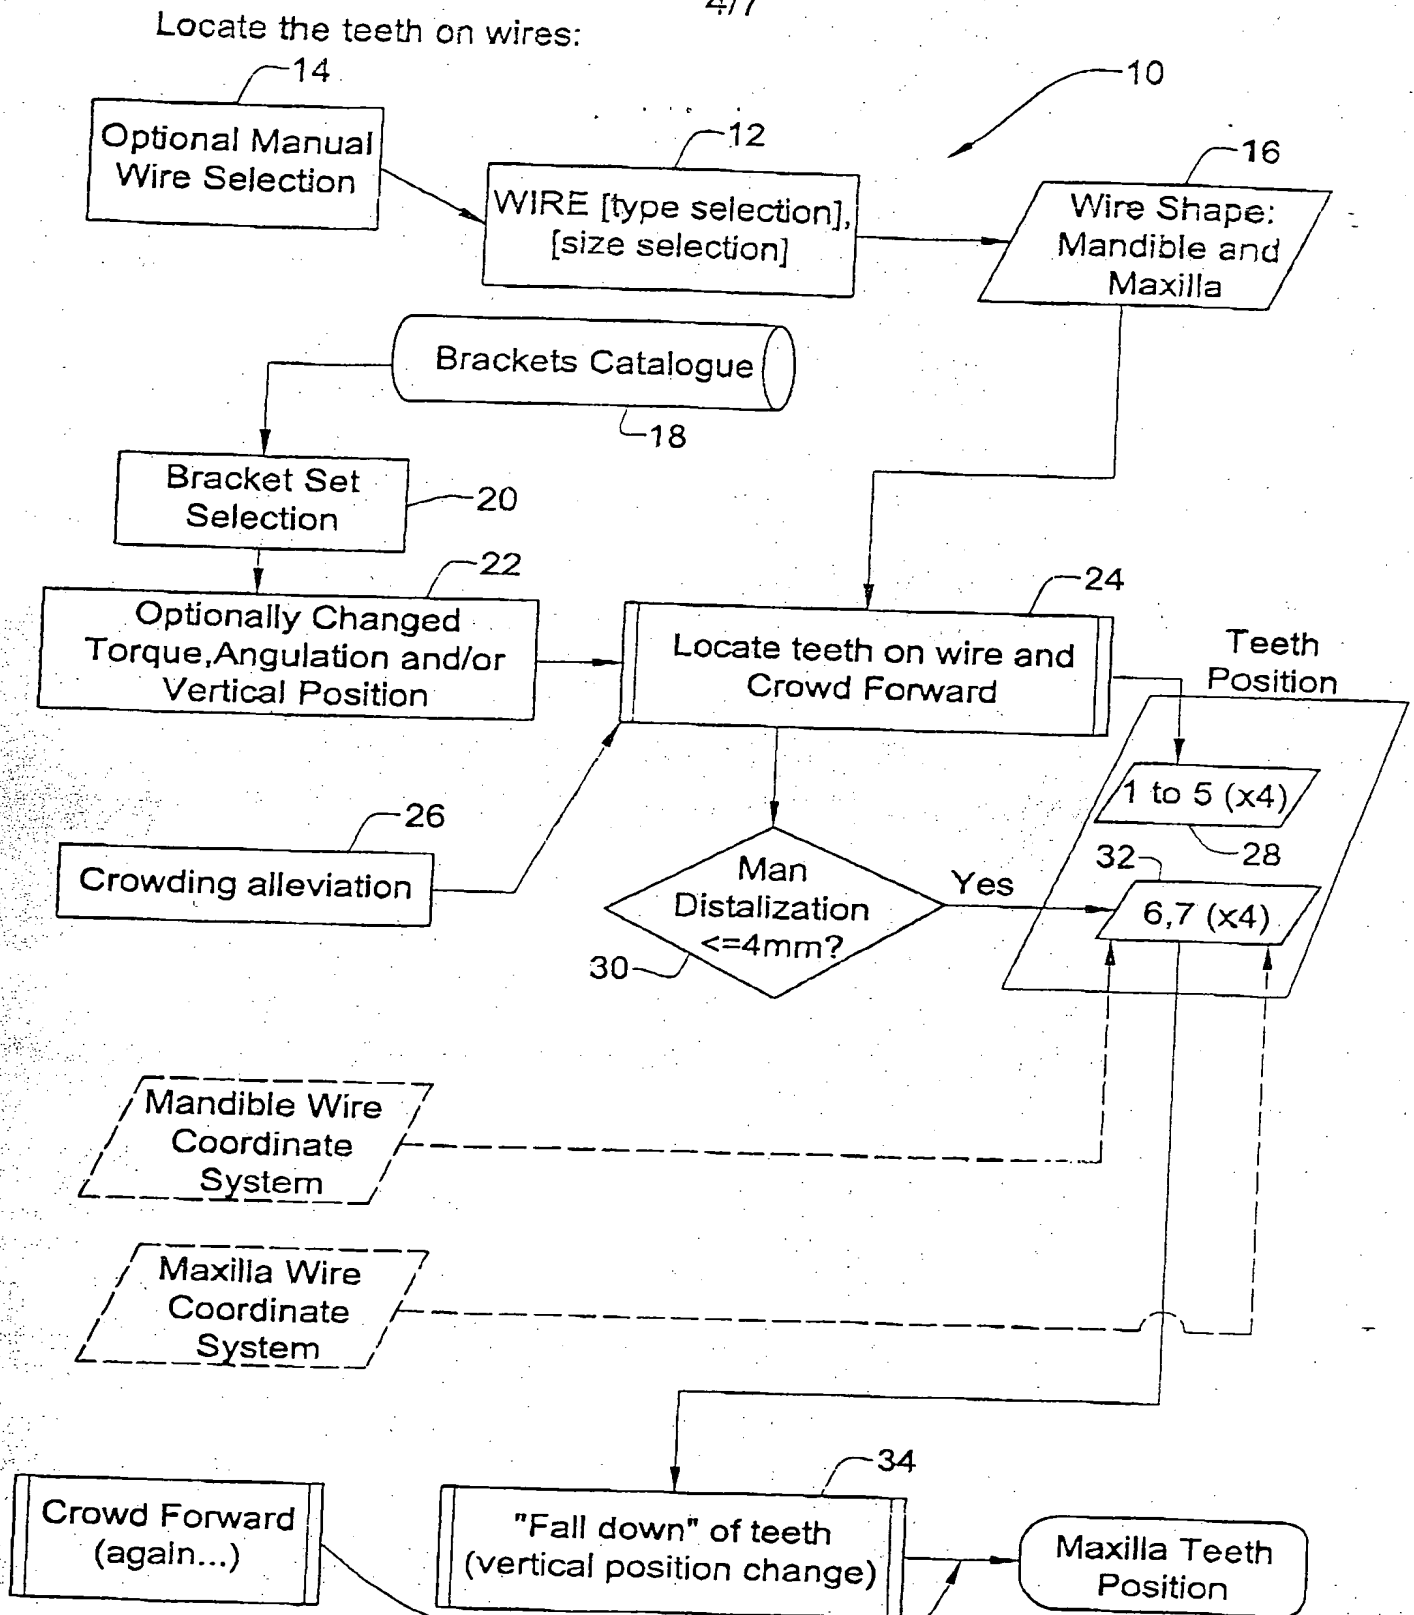 4/7
Locate the teeth on wires:
14
10
Optional Manual
Wire Selection
12
WIRE [type selection],
[size selection]
16
Wire Shape:
Mandible and
Maxilla
Brackets Catalogue
18
Bracket Set
Selection
20
22
Optionally Changed
Torque,Angulation and/or
Vertical Position
24
Locate teeth on wire and
Crowd Forward
Teeth
Position
1 to 5 (x4)
28
26
Crowding alleviation
Man
Distalization
<=4mm?
30
Yes
32
6,7 (x4)
Mandible Wire
Coordinate
System
Maxilla Wire
Coordinate
System
34
Crowd Forward
(again...)
"Fall down" of teeth
(vertical position change)
Maxilla Teeth
Position